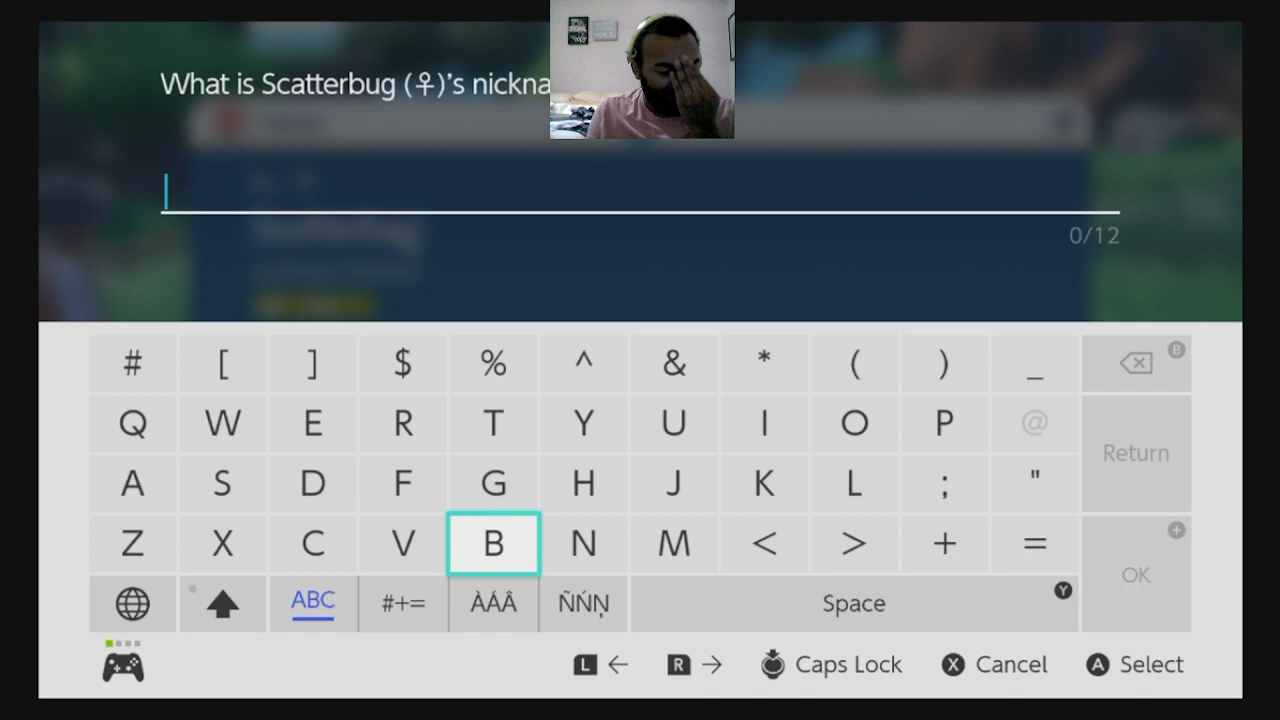 What is Scatterbug (♀)'s nickna
0/12
# [ ] $ % ^ & * ( ) _ B
Q W E R T Y U I O P @ Return
A S D F G H J K L ; "
Z X C V B N M < > + = OK
ABC #+= ÀÁÂ ÑŃŅ Space Y
L ← R → Caps Lock X Cancel A Select